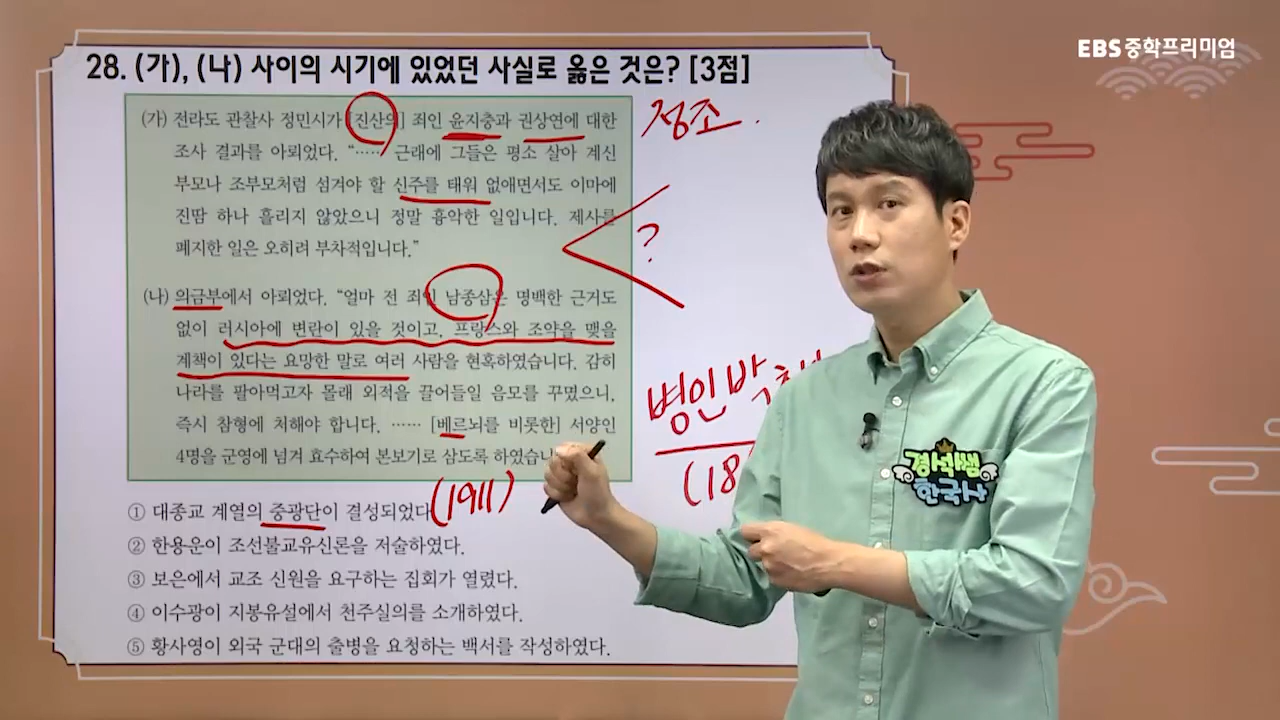 EBS 중학프리미엄
28. (가), (나) 사이의 시기에 있었던 사실로 옳은 것은? [3점]
(가) 전라도 관찰사 정민시가 [진산의] 죄인 윤지충과 권상연에 대한
조사 결과를 아뢰었다. “…… 근래에 그들은 평소 살아 계신
부모나 조부모처럼 섬겨야 할 신주를 태워 없애면서도 이마에
진땀 하나 흘리지 않았으니 정말 흉악한 일입니다. 제사를
폐지한 일은 오히려 부차적입니다.”
정조.
?
(나) 의금부에서 아뢰었다. “얼마 전 죄인 남종삼은 명백한 근거도
없이 러시아에 변란이 있을 것이고, 프랑스와 조약을 맺을
계책이 있다는 요망한 말로 여러 사람을 현혹하였습니다. 감히
나라를 팔아먹고자 몰래 외적을 끌어들일 음모를 꾸몄으니,
즉시 참형에 처해야 합니다. …… [베르뇌를 비롯한] 서양인
4명을 군영에 넘겨 효수하여 본보기로 삼도록 하였습니
병인박
(18
① 대종교 계열의 중광단이 결성되었다
(1911)
② 한용운이 조선불교유신론을 저술하였다.
③ 보은에서 교조 신원을 요구하는 집회가 열렸다.
④ 이수광이 지봉유설에서 천주실의를 소개하였다.
⑤ 황사영이 외국 군대의 출병을 요청하는 백서를 작성하였다.
경석쌤
한국사